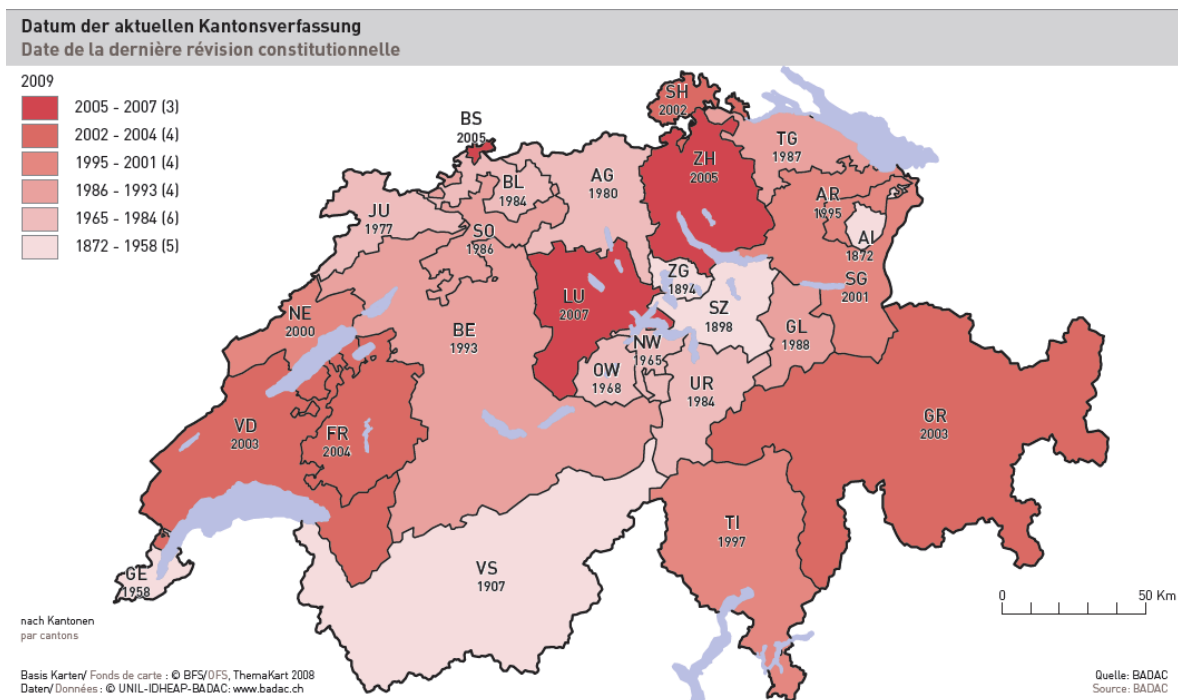 Datum der aktuellen Kantonsverfassung
Date de la dernière révision constitutionnelle
2009
2005 - 2007 (3)
2002 - 2004 (4)
1995 - 2001 (4)
1986 - 1993 (4)
1965 - 1984 (6)
1872 - 1958 (5)
SH
2002
BS
2005
TG
1987
ZH
2005
AG
1980
BL
1984
AR
1995
JU
1977
SO
1986
AI
1872
ZG
1894
SG
2001
LU
2007
SZ
1898
NE
2000
BE
1993
GL
1988
NW
1965
OW
1968
UR
1984
GR
2003
VD
2003
FR
2004
TI
1997
VS
1907
GE
1958
0 50 Km
nach Kantonen
par cantons
Basis Karten/ Fonds de carte : © BFS/OFS, ThemaKart 2008
Daten/ Données : © UNIL-IDHEAP-BADAC: www.badac.ch
Quelle: BADAC
Source: BADAC